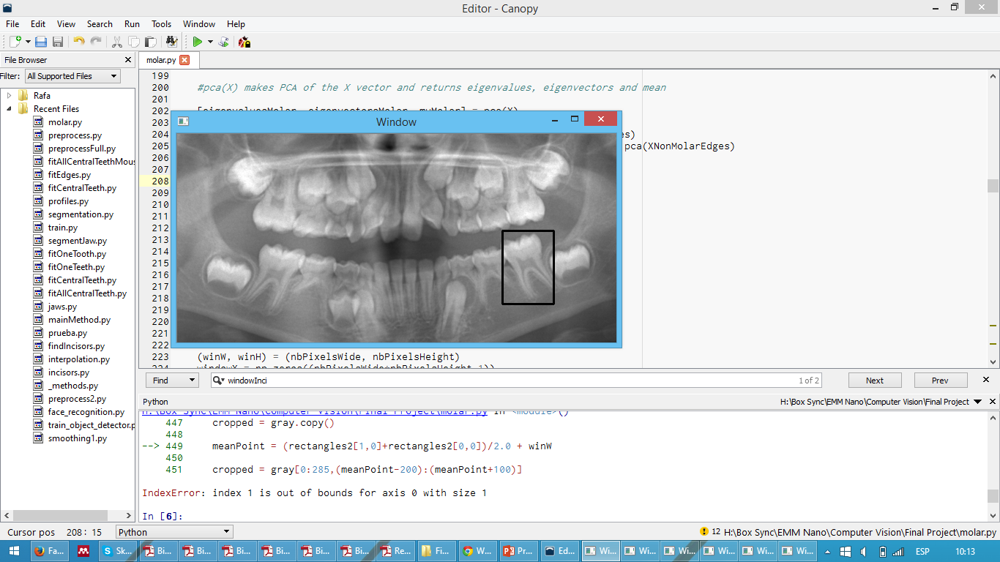 Editor - Canopy
File Edit View Search Run Tools Window Help
File Browser
molar.py
Filter: All Supported Files
Rafa
Recent Files
molar.py
preprocess.py
preprocessFull.py
fitAllCentralTeethMous
fitEdges.py
fitCentralTeeth.py
profiles.py
segmentation.py
train.py
segmentJaw.py
fitOneTooth.py
fitOneTeeth.py
fitCentralTeeth.py
fitAllCentralTeeth.py
jaws.py
mainMethod.py
prueba.py
findIncisors.py
interpolation.py
incisors.py
_methods.py
preprocess2.py
face_recognition.py
train_object_detector.p
smoothing1.py
199
200 #pca(X) makes PCA of the X vector and returns eigenvalues, eigenvectors and mean
201
202 [eigenvaluesMolar, eigenvectorsMolar, muMolar] = pca(X)
203
Window
204 es)
205 pca(XNonMolarEdges)
206
207
208
209
210
211
212
213
214
215
216
217
218
219
220
221
222
223 (winW, winH) = (nbPixelsWide, nbPixelsHeight)
224 windowX = np.zeros((nbPixelsWide*nbPixelsHeight,1))
Find windowInci 1 of 2 Next Prev
Python H:\Box Sync\EMM Nano\Computer Vision\Final Project
H:\Box Sync\EMM Nano\Computer Vision\Final Project\molar.py in <module>()
447 cropped = gray.copy()
448
--> 449 meanPoint = (rectangles2[1,0]+rectangles2[0,0])/2.0 + winW
450
451 cropped = gray[0:285,(meanPoint-200):(meanPoint+100)]
IndexError: index 1 is out of bounds for axis 0 with size 1
In [6]:
Cursor pos 208: 15 Python 12 H:\Box Sync\EMM Nano\Computer Vision\Final Project\molar.py
Fa... Sk... Bi... Bi... Bi... Bi... Bi... Bi... Re... Fi... W... Pr... Ed... Wi... Wi... Wi... Wi... Wi... Wi... ESP 10:13